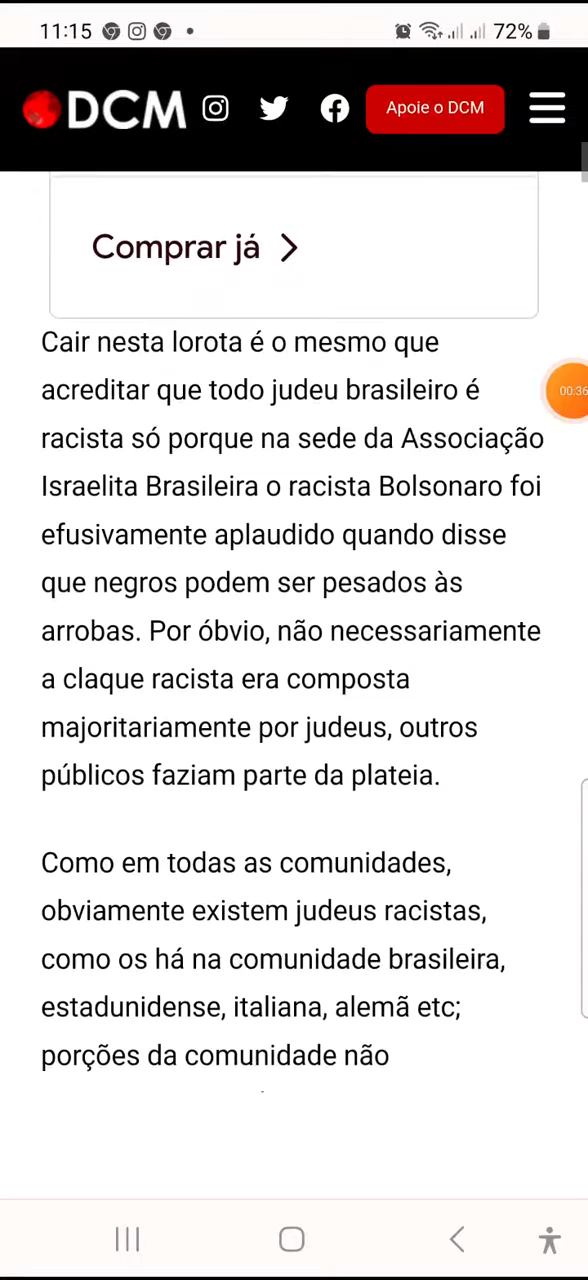 11:15
72%
DCM
Apoie o DCM
Comprar já
Cair nesta lorota é o mesmo que
acreditar que todo judeu brasileiro é
racista só porque na sede da Associação
Israelita Brasileira o racista Bolsonaro foi
efusivamente aplaudido quando disse
que negros podem ser pesados às
arrobas. Por óbvio, não necessariamente
a claque racista era composta
majoritariamente por judeus, outros
públicos faziam parte da plateia.
Como em todas as comunidades,
obviamente existem judeus racistas,
como os há na comunidade brasileira,
estadunidense, italiana, alemã etc;
porções da comunidade não
00:36